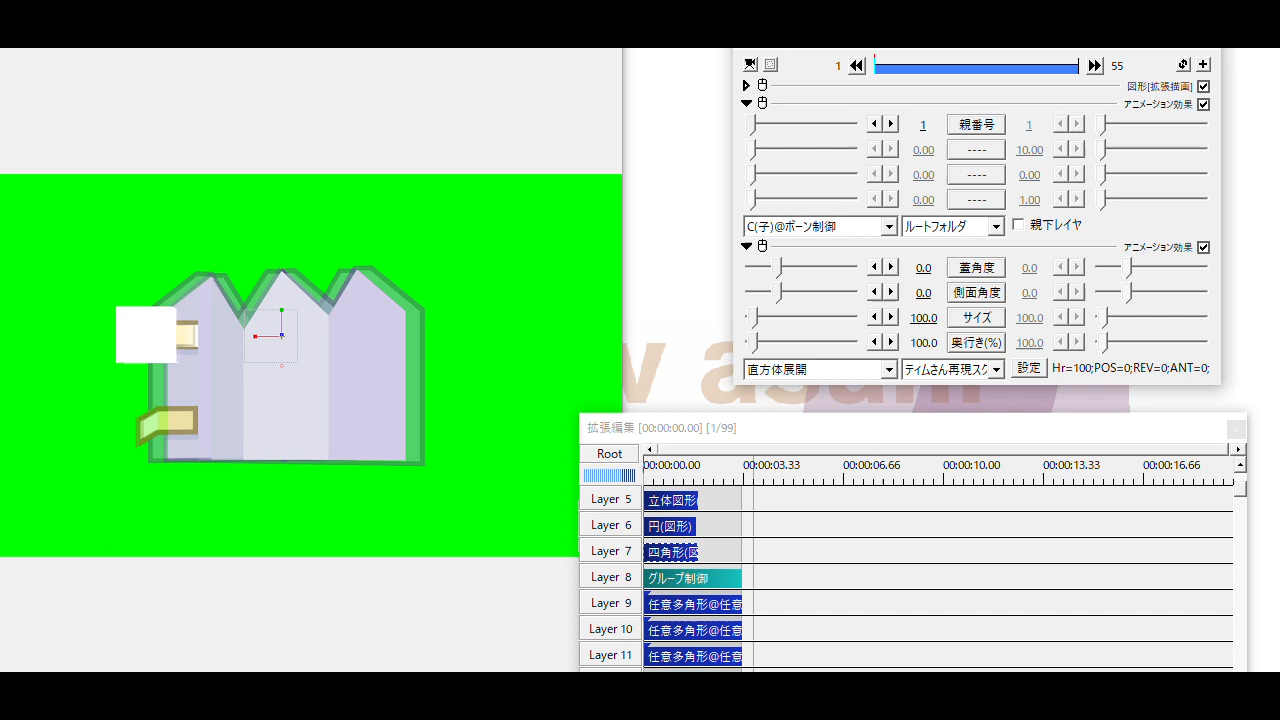 1 55
図形[拡張描画]
アニメーション効果
1 親番号 1
0.00 ---- 10.00
0.00 ---- 0.00
0.00 ---- 1.00
C(子)@ボーン制御 ルートフォルダ 親下レイヤ
アニメーション効果
0.0 蓋角度 0.0
0.0 側面角度 0.0
100.0 サイズ 100.0
100.0 奥行き(%) 100.0
直方体展開 ティムさん再現スク 設定 Hr=100;POS=0;REV=0;ANT=0;
拡張編集 [00:00:00.00] [1/99]
Root
00:00:00.00 00:00:03.33 00:00:06.66 00:00:10.00 00:00:13.33 00:00:16.66
Layer 5 立体図形
Layer 6 円(図形)
Layer 7 四角形(図
Layer 8 グループ制御
Layer 9 任意多角形@任意
Layer 10 任意多角形@任意
Layer 11 任意多角形@任意